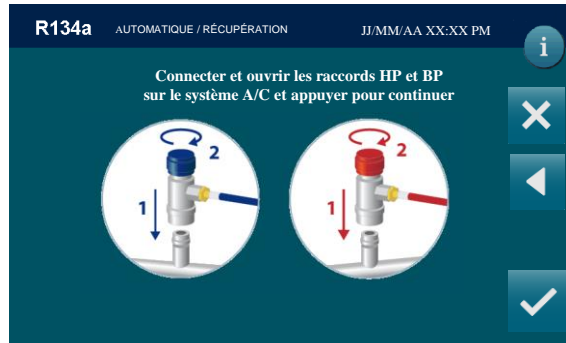 R134a AUTOMATIQUE / RÉCUPÉRATION JJ/MM/AA XX:XX PM
i
Connecter et ouvrir les raccords HP et BP
sur le système A/C et appuyer pour continuer
2 2
1 1